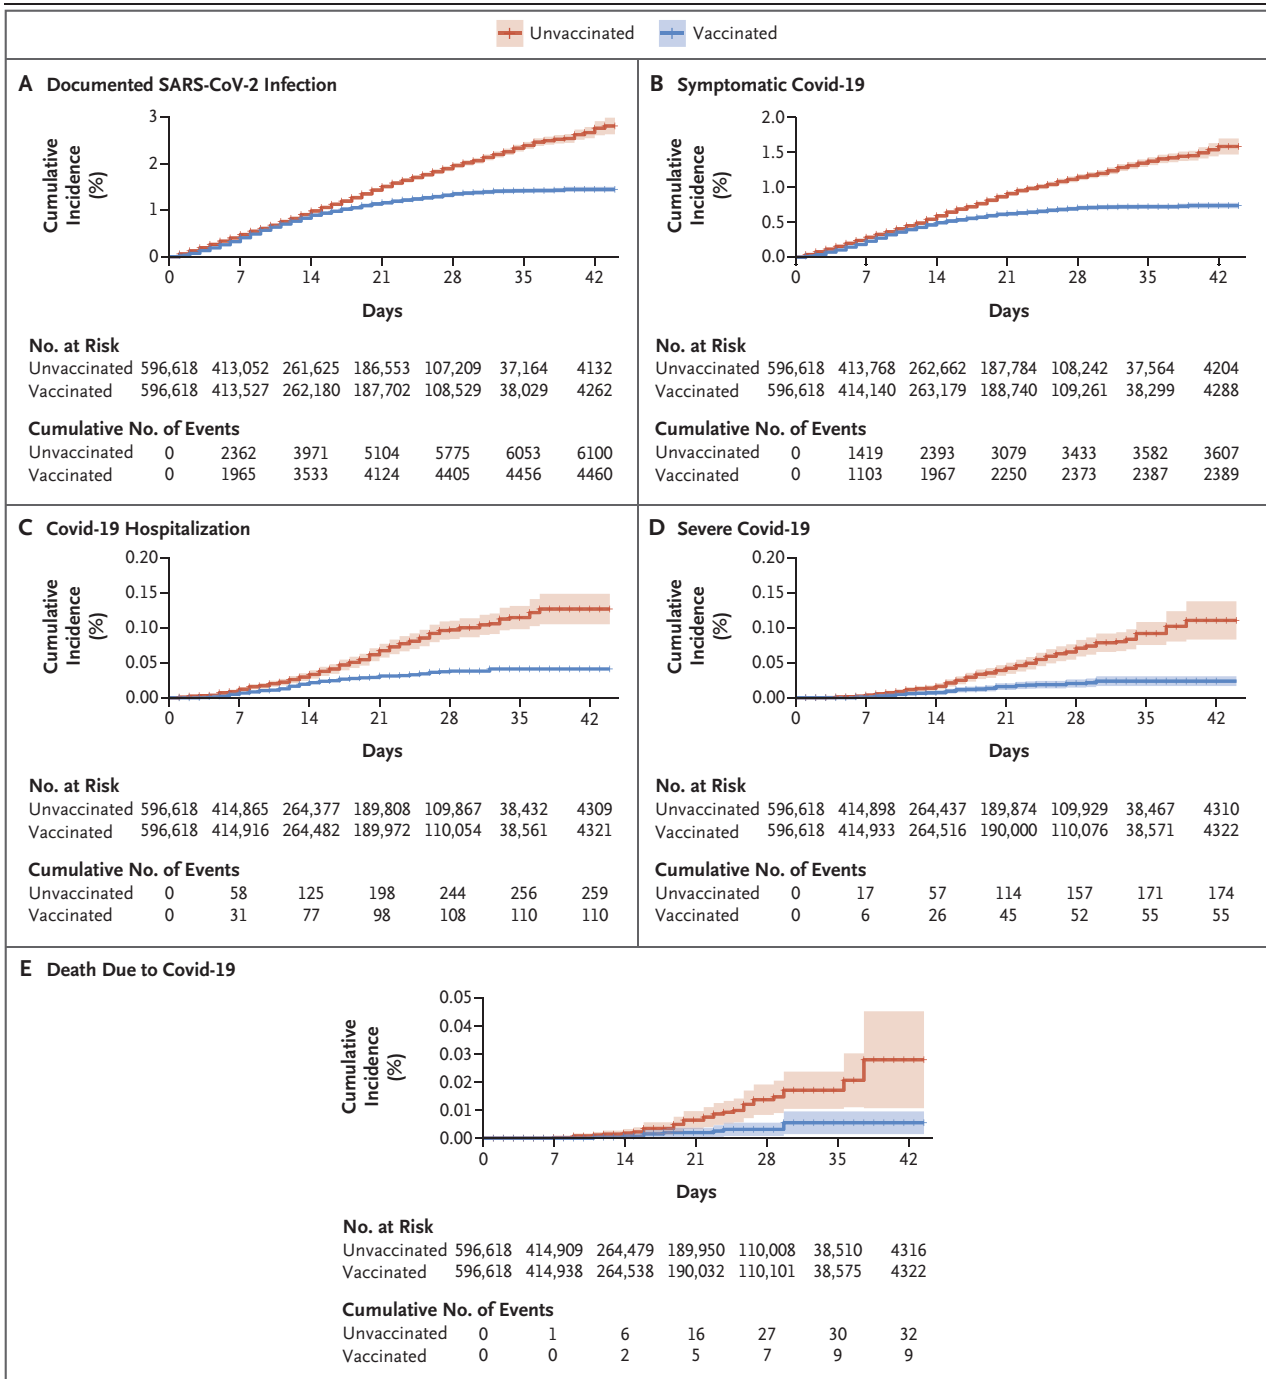 Unvaccinated Vaccinated
A Documented SARS-CoV-2 Infection
Cumulative Incidence (%)
3
2
1
0
0 7 14 21 28 35 42
Days
No. at Risk
Unvaccinated 596,618 413,052 261,625 186,553 107,209 37,164 4132
Vaccinated 596,618 413,527 262,180 187,702 108,529 38,029 4262
Cumulative No. of Events
Unvaccinated 0 2362 3971 5104 5775 6053 6100
Vaccinated 0 1965 3533 4124 4405 4456 4460
B Symptomatic Covid-19
Cumulative Incidence (%)
2.0
1.5
1.0
0.5
0.0
0 7 14 21 28 35 42
Days
No. at Risk
Unvaccinated 596,618 413,768 262,662 187,784 108,242 37,564 4204
Vaccinated 596,618 414,140 263,179 188,740 109,261 38,299 4288
Cumulative No. of Events
Unvaccinated 0 1419 2393 3079 3433 3582 3607
Vaccinated 0 1103 1967 2250 2373 2387 2389
C Covid-19 Hospitalization
Cumulative Incidence (%)
0.20
0.15
0.10
0.05
0.00
0 7 14 21 28 35 42
Days
No. at Risk
Unvaccinated 596,618 414,865 264,377 189,808 109,867 38,432 4309
Vaccinated 596,618 414,916 264,482 189,972 110,054 38,561 4321
Cumulative No. of Events
Unvaccinated 0 58 125 198 244 256 259
Vaccinated 0 31 77 98 108 110 110
D Severe Covid-19
Cumulative Incidence (%)
0.20
0.15
0.10
0.05
0.00
0 7 14 21 28 35 42
Days
No. at Risk
Unvaccinated 596,618 414,898 264,437 189,874 109,929 38,467 4310
Vaccinated 596,618 414,933 264,516 190,000 110,076 38,571 4322
Cumulative No. of Events
Unvaccinated 0 17 57 114 157 171 174
Vaccinated 0 6 26 45 52 55 55
E Death Due to Covid-19
Cumulative Incidence (%)
0.05
0.04
0.03
0.02
0.01
0.00
0 7 14 21 28 35 42
Days
No. at Risk
Unvaccinated 596,618 414,909 264,479 189,950 110,008 38,510 4316
Vaccinated 596,618 414,938 264,538 190,032 110,101 38,575 4322
Cumulative No. of Events
Unvaccinated 0 1 6 16 27 30 32
Vaccinated 0 0 2 5 7 9 9